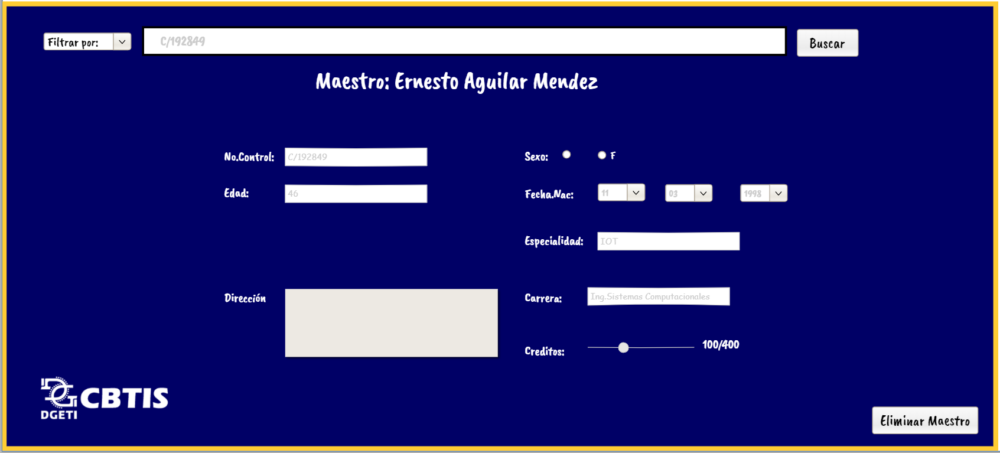 Filtrar por:
C/192849
Buscar
Maestro: Ernesto Aguilar Mendez
No.Control:
C/192849
Sexo:
F
Edad:
46
Fecha.Nac:
11
03
1998
Especialidad:
IOT
Dirección
Carrera:
Ing.Sistemas Computacionales
Creditos:
100/400
CBTIS
DGETI
Eliminar Maestro